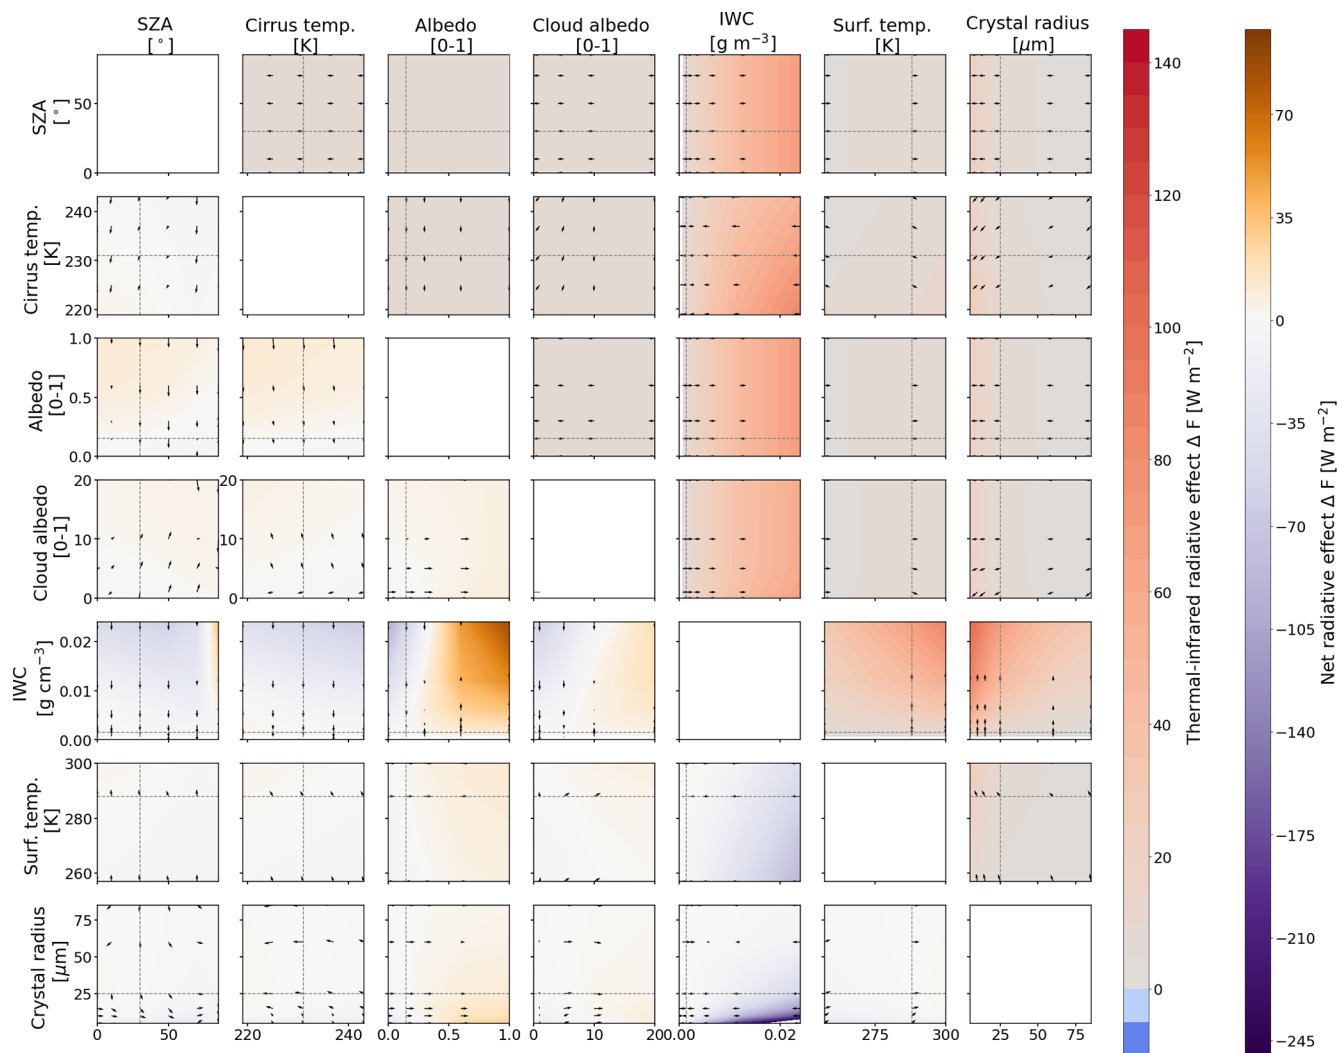 SZA
[°]
Cirrus temp.
[K]
Albedo
[0-1]
Cloud albedo
[0-1]
IWC
[g m−3]
Surf. temp.
[K]
Crystal radius
[μm]
SZA
[°]
50
0
Cirrus temp.
[K]
240
230
220
Albedo
[0-1]
1.0
0.5
0.0
Cloud albedo
[0-1]
20
10
0
20
10
0
IWC
[g cm−3]
0.02
0.01
0.00
Surf. temp.
[K]
300
280
260
Crystal radius
[μm]
75
50
25
0
50
220
240
0.0
0.5
1.0
0
10
20
0.00
0.02
275
300
25
50
75
140
120
100
80
60
40
20
0
Thermal-infrared radiative effect Δ F [W m−2]
70
35
0
−35
−70
−105
−140
−175
−210
−245
Net radiative effect Δ F [W m−2]